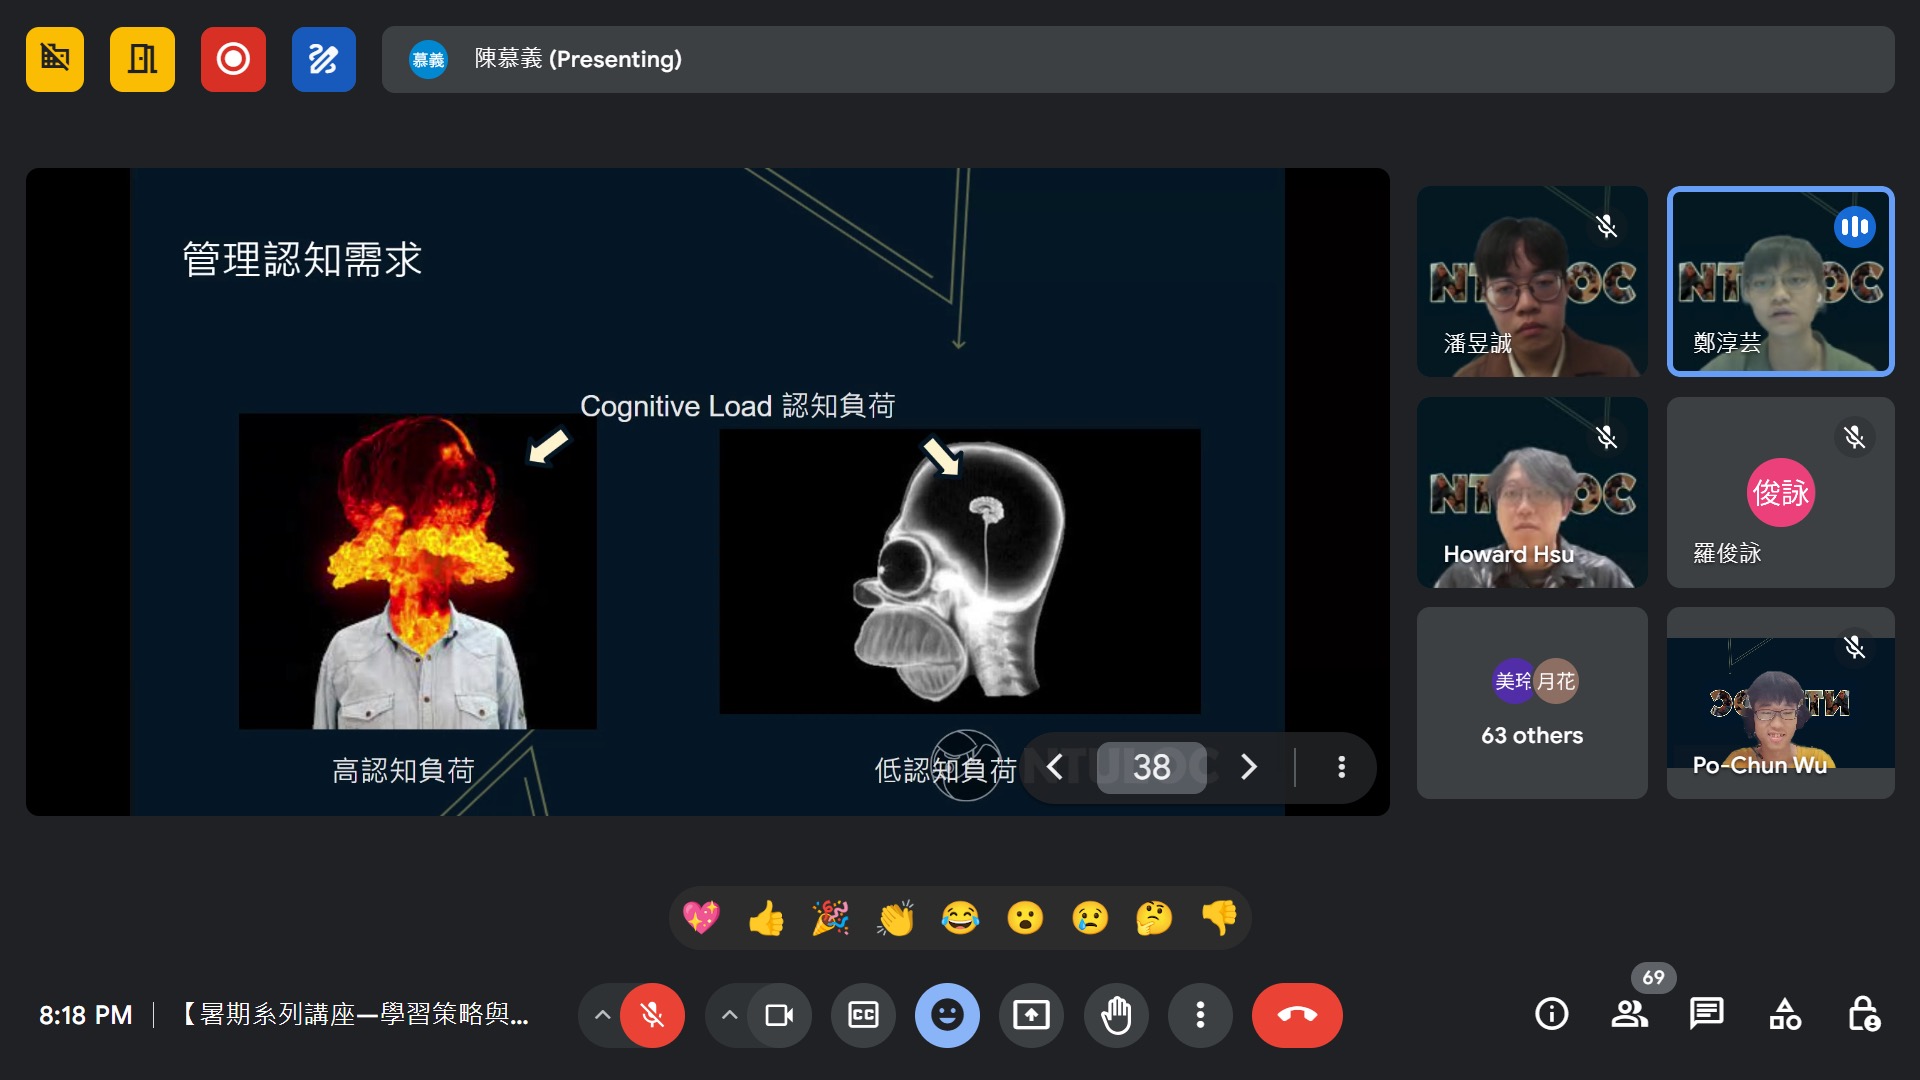 慕義
陳慕義 (Presenting)
管理認知需求
Cognitive Load 認知負荷
高認知負荷
低認知負荷
38
潘昱誠
鄭淳芸
Howard Hsu
俊詠
羅俊詠
美玲
月花
63 others
Po-Chun Wu
8:18 PM
【暑期系列講座—學習策略與...
CC
69